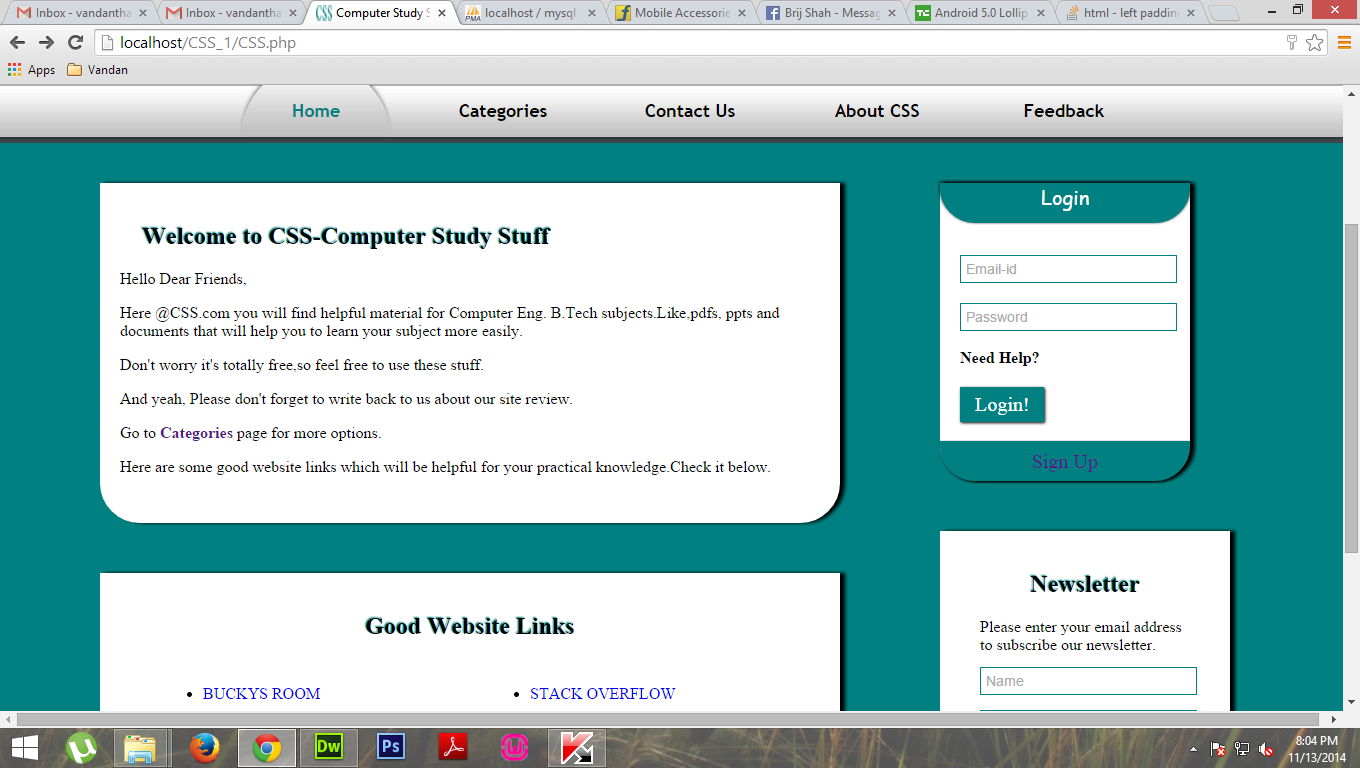 Inbox - vandantha
Inbox - vandantha
CSS Computer Study S
PMA localhost / mysql
f Mobile Accessorie
f Brij Shah - Messag
TC Android 5.0 Lollip
html - left paddin
localhost/CSS_1/CSS.php
Apps Vandan
Home Categories Contact Us About CSS Feedback
Welcome to CSS-Computer Study Stuff
Hello Dear Friends,
Here @CSS.com you will find helpful material for Computer Eng. B.Tech subjects.Like,pdfs, ppts and
documents that will help you to learn your subject more easily.
Don't worry it's totally free,so feel free to use these stuff.
And yeah, Please don't forget to write back to us about our site review.
Go to Categories page for more options.
Here are some good website links which will be helpful for your practical knowledge.Check it below.
Good Website Links
BUCKYS ROOM
STACK OVERFLOW
Login
Email-id
Password
Need Help?
Login!
Sign Up
Newsletter
Please enter your email address
to subscribe our newsletter.
Name
Dw
Ps
8:04 PM
11/13/2014